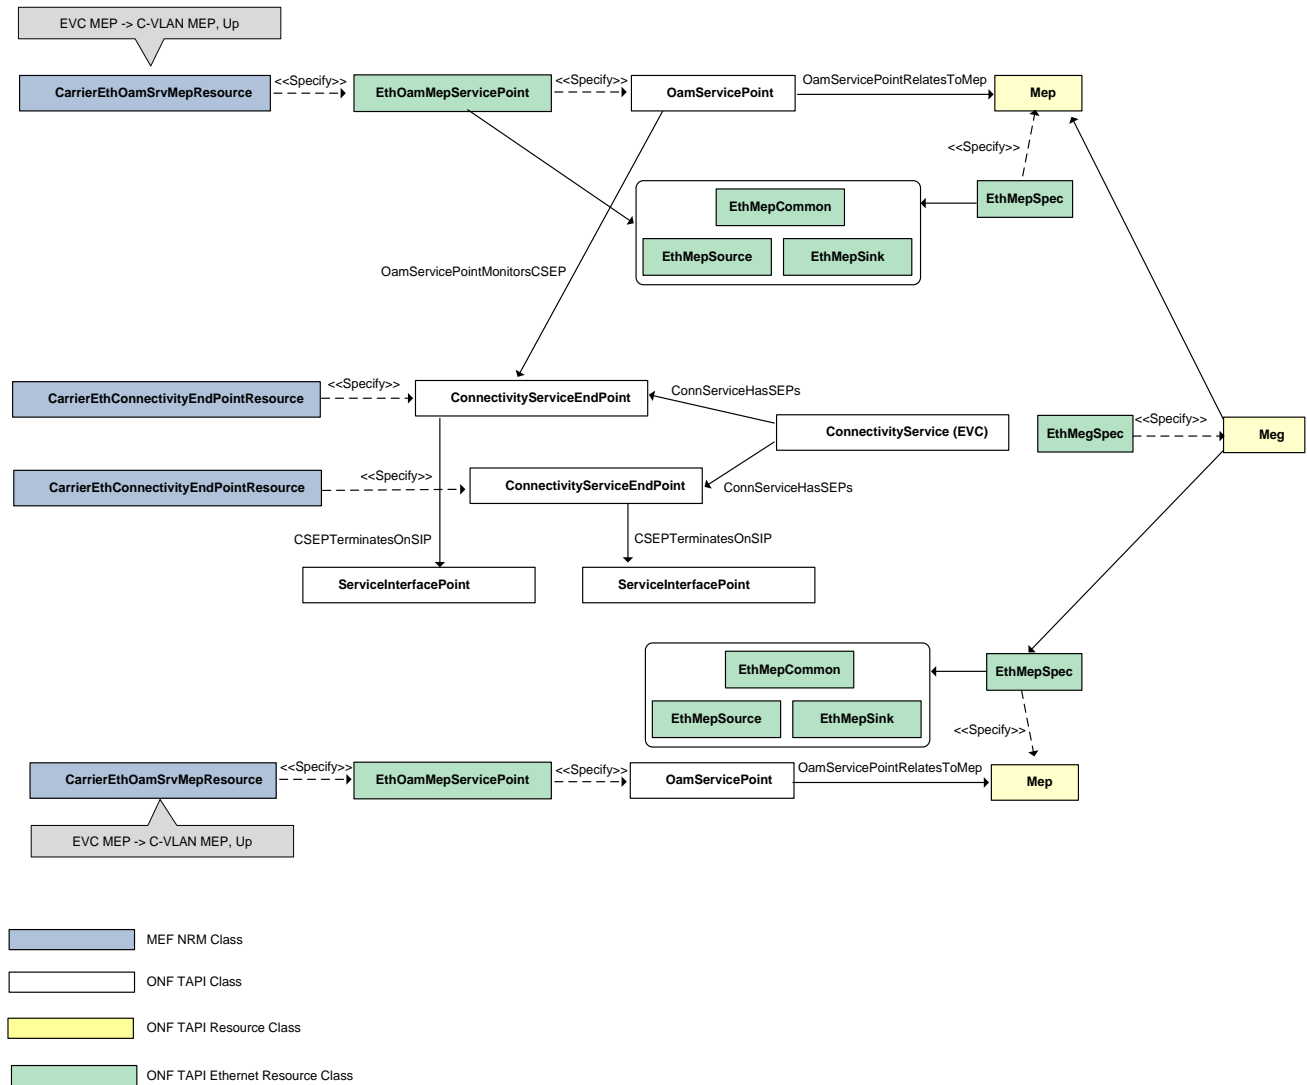 EVC MEP -> C-VLAN MEP, Up
CarrierEthOamSrvMepResource
<<Specify>>
EthOamMepServicePoint
<<Specify>>
OamServicePoint
OamServicePointRelatesToMep
Mep
<<Specify>>
EthMepSpec
EthMepCommon
EthMepSource
EthMepSink
OamServicePointMonitorsCSEP
CarrierEthConnectivityEndPointResource
<<Specify>>
ConnectivityServiceEndPoint
ConnServiceHasSEPs
ConnectivityService (EVC)
EthMegSpec
<<Specify>>
Meg
CarrierEthConnectivityEndPointResource
<<Specify>>
ConnectivityServiceEndPoint
ConnServiceHasSEPs
CSEPTerminatesOnSIP
CSEPTerminatesOnSIP
ServiceInterfacePoint
ServiceInterfacePoint
EthMepCommon
EthMepSource
EthMepSink
EthMepSpec
<<Specify>>
CarrierEthOamSrvMepResource
<<Specify>>
EthOamMepServicePoint
<<Specify>>
OamServicePoint
OamServicePointRelatesToMep
Mep
EVC MEP -> C-VLAN MEP, Up
MEF NRM Class
ONF TAPI Class
ONF TAPI Resource Class
ONF TAPI Ethernet Resource Class